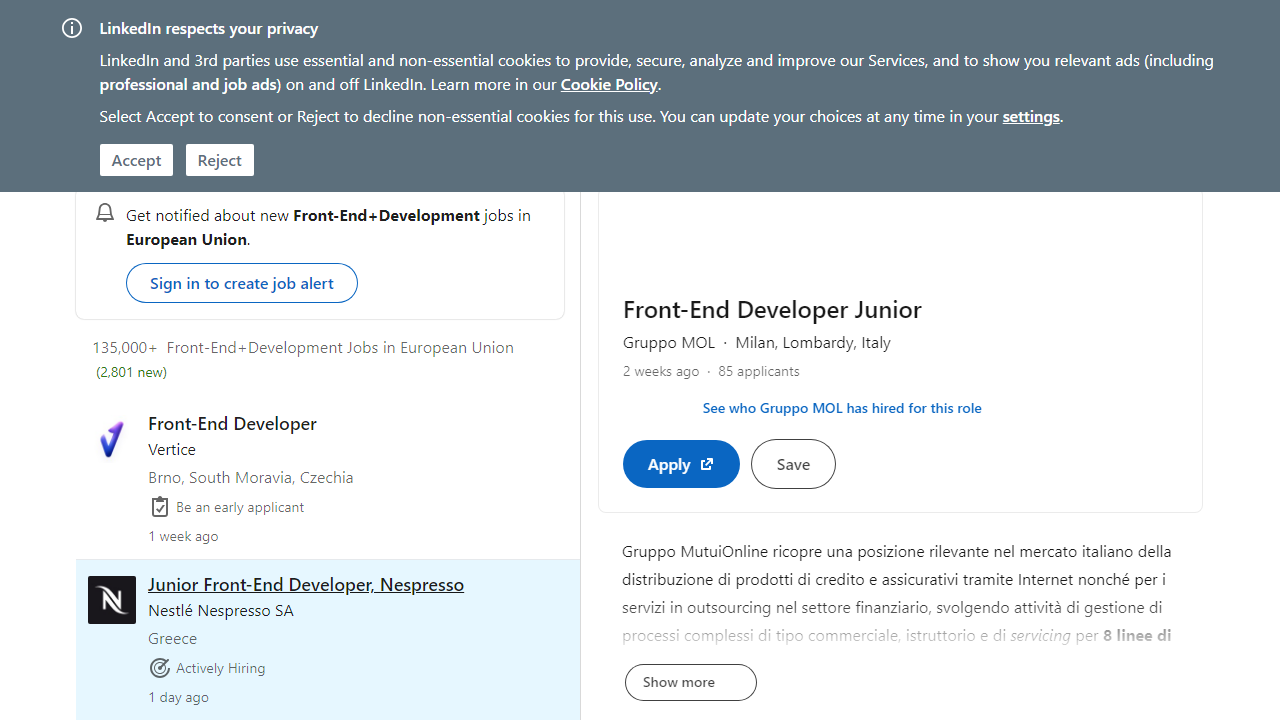 LinkedIn respects your privacy
LinkedIn and 3rd parties use essential and non-essential cookies to provide, secure, analyze and improve our Services, and to show you relevant ads (including
professional and job ads) on and off LinkedIn. Learn more in our Cookie Policy.
Select Accept to consent or Reject to decline non-essential cookies for this use. You can update your choices at any time in your settings.
Accept
Reject
Get notified about new Front-End+Development jobs in
European Union.
Sign in to create job alert
135,000+ Front-End+Development Jobs in European Union
(2,801 new)
Front-End Developer
Vertice
Brno, South Moravia, Czechia
Be an early applicant
1 week ago
Junior Front-End Developer, Nespresso
Nestlé Nespresso SA
Greece
Actively Hiring
1 day ago
Front-End Developer Junior
Gruppo MOL · Milan, Lombardy, Italy
2 weeks ago · 85 applicants
See who Gruppo MOL has hired for this role
Apply
Save
Gruppo MutuiOnline ricopre una posizione rilevante nel mercato italiano della
distribuzione di prodotti di credito e assicurativi tramite Internet nonché per i
servizi in outsourcing nel settore finanziario, svolgendo attività di gestione di
processi complessi di tipo commerciale, istruttorio e di servicing per 8 linee di
Show more